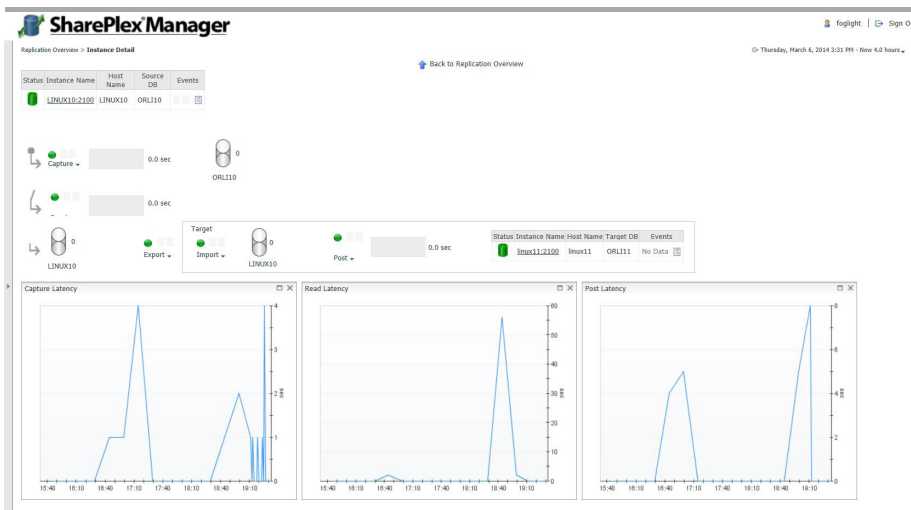 SharePlex Manager
foglight | Sign O
Replication Overview > Instance Detail
Thursday, March 6, 2014 3:31 PM - Now 4.0 hours
Back to Replication Overview
Status Instance Name Host Name Source DB Events
LINUX10:2100 LINUX10 ORLI10
Capture 0.0 sec 0
ORLI10
0.0 sec
0
LINUX10
Export
Target
Import
0
LINUX10
Post
0.0 sec
Status Instance Name Host Name Target DB Events
linux11:2100 linux11 ORLI11 No Data
Capture Latency
4
3
2
1
0
sec
15:40 16:10 16:40 17:10 17:40 18:10 18:40 19:10
Read Latency
60
50
40
30
20
10
0
sec
15:40 16:10 16:40 17:10 17:40 18:10 18:40 19:10
Post Latency
8
6
4
2
0
sec
15:40 16:10 16:40 17:10 17:40 18:10 18:40 19:10